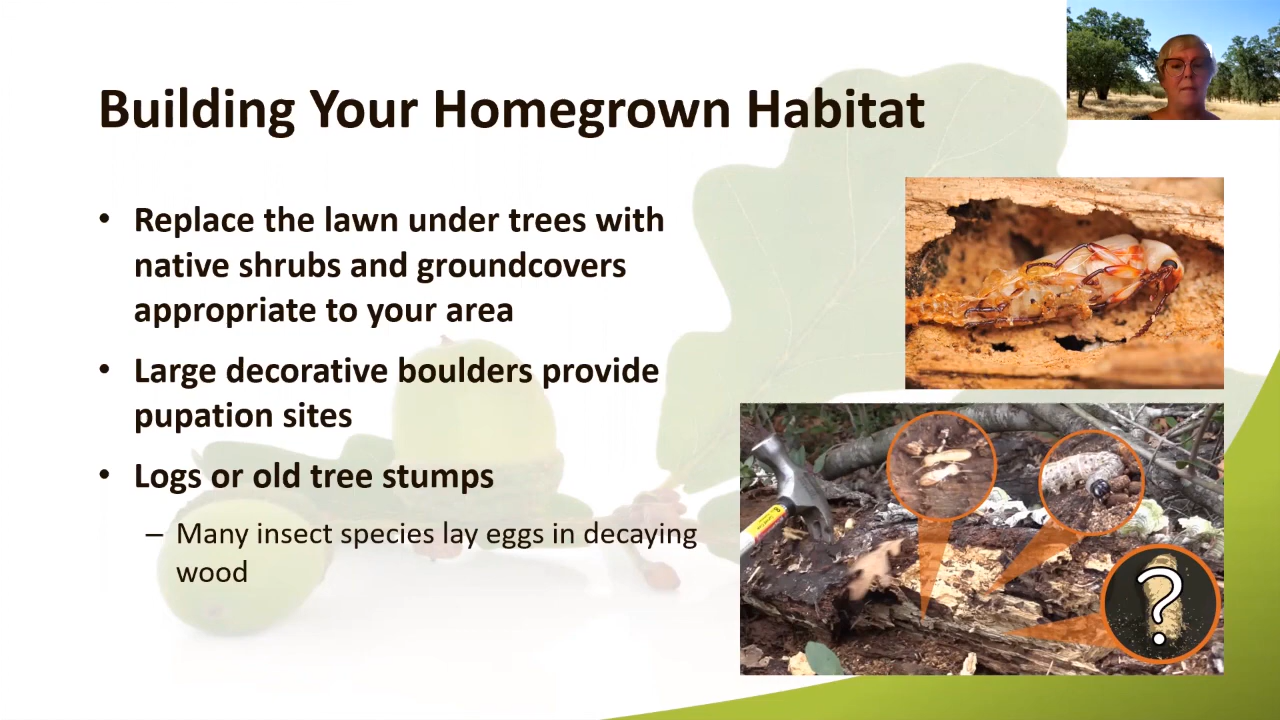 Building Your Homegrown Habitat
• Replace the lawn under trees with
native shrubs and groundcovers
appropriate to your area
• Large decorative boulders provide
pupation sites
• Logs or old tree stumps
– Many insect species lay eggs in decaying
wood
?